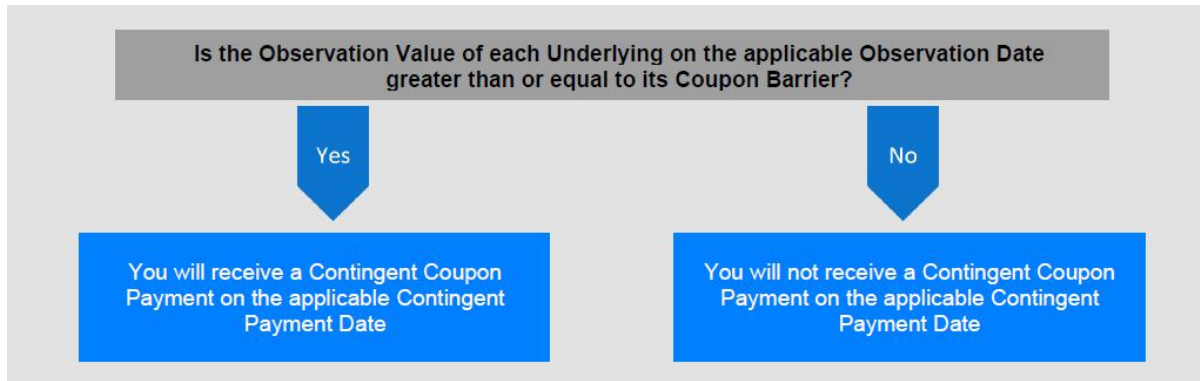 Is the Observation Value of each Underlying on the applicable Observation Date
greater than or equal to its Coupon Barrier?
Yes
No
You will receive a Contingent Coupon
Payment on the applicable Contingent
Payment Date
You will not receive a Contingent Coupon
Payment on the applicable Contingent
Payment Date